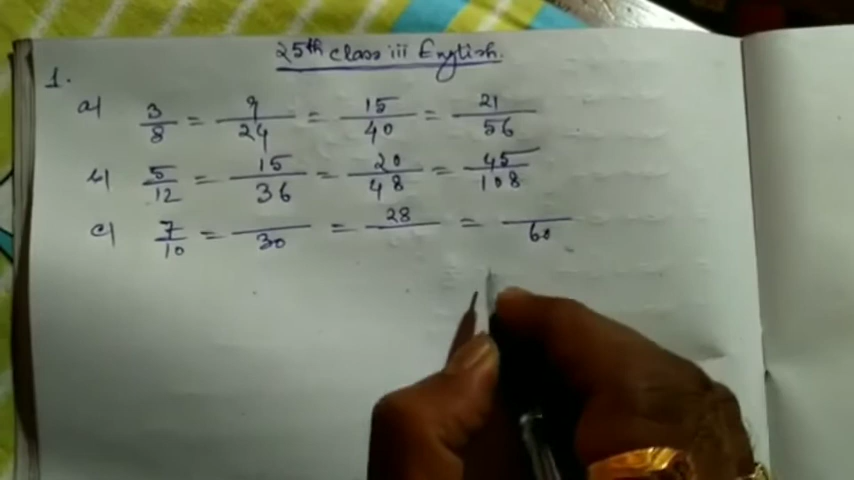 25th class iii English.
1.
a) 3/8 = 9/24 = 15/40 = 21/56
b) 5/12 = 15/36 = 20/48 = 45/108
c) 7/10 = /30 = 28/ = /60